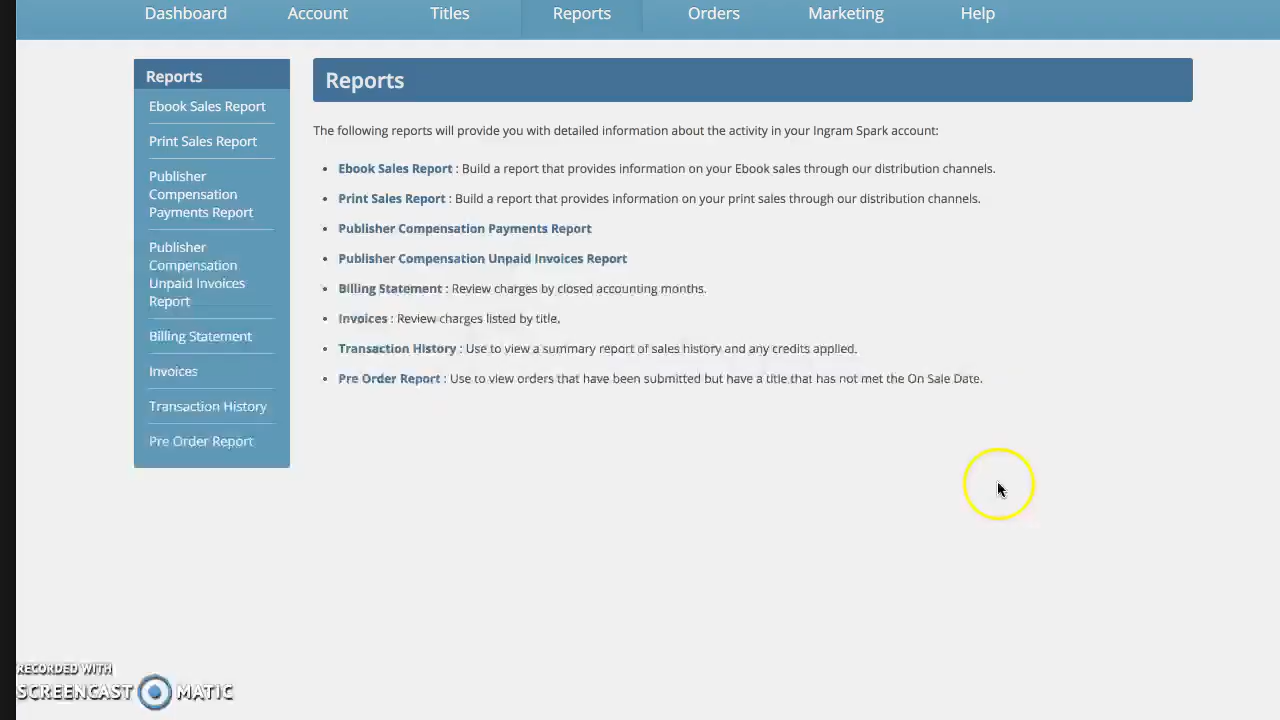 Dashboard Account Titles Reports Orders Marketing Help
Reports
Ebook Sales Report
Print Sales Report
Publisher
Compensation
Payments Report
Publisher
Compensation
Unpaid Invoices
Report
Billing Statement
Invoices
Transaction History
Pre Order Report
Reports
The following reports will provide you with detailed information about the activity in your Ingram Spark account:
• Ebook Sales Report : Build a report that provides information on your Ebook sales through our distribution channels.
• Print Sales Report : Build a report that provides information on your print sales through our distribution channels.
• Publisher Compensation Payments Report
• Publisher Compensation Unpaid Invoices Report
• Billing Statement : Review charges by closed accounting months.
• Invoices : Review charges listed by title.
• Transaction History : Use to view a summary report of sales history and any credits applied.
• Pre Order Report : Use to view orders that have been submitted but have a title that has not met the On Sale Date.
RECORDED WITH
SCREENCAST MATIC